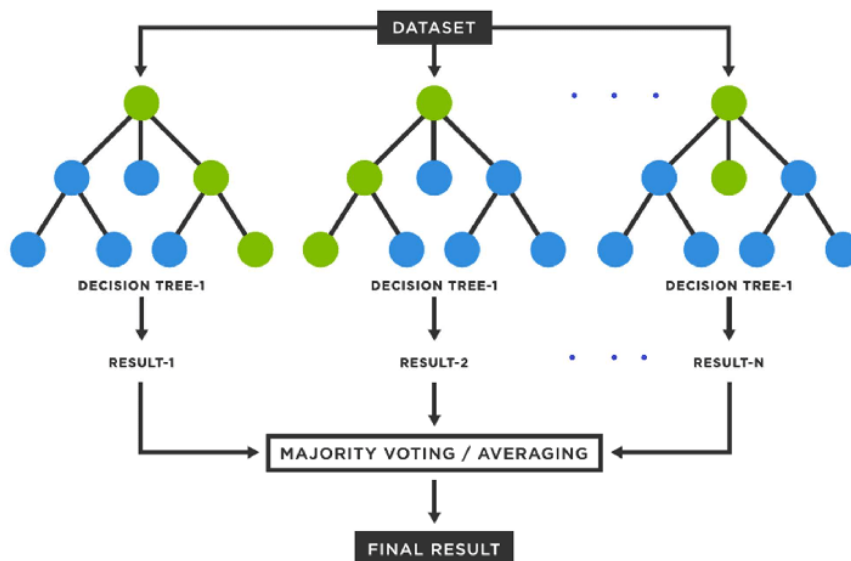 DATASET
DECISION TREE-1
DECISION TREE-1
DECISION TREE-1
RESULT-1
RESULT-2
RESULT-N
MAJORITY VOTING / AVERAGING
FINAL RESULT